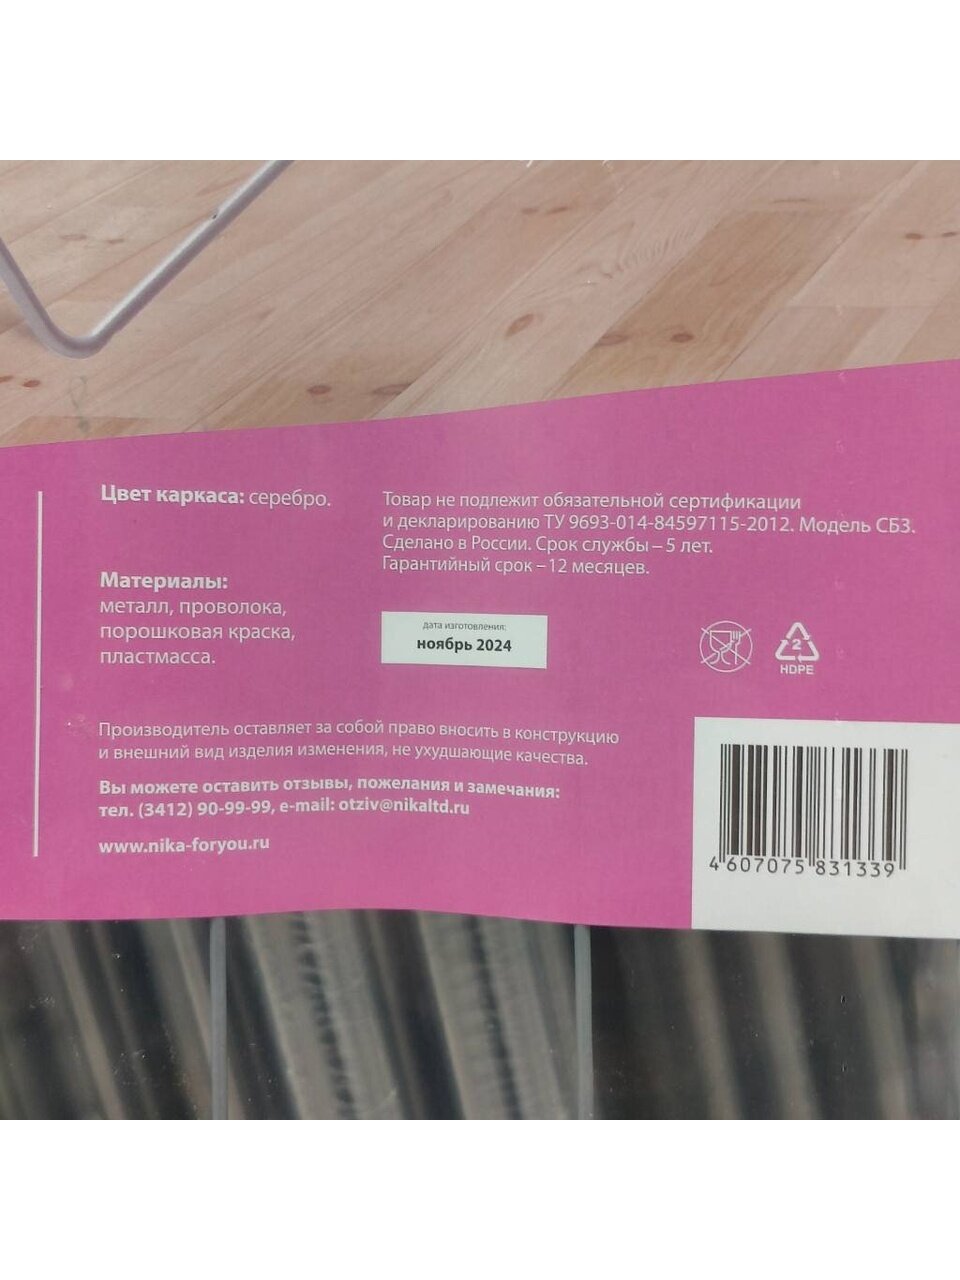 Цвет каркаса: серебро.
Материалы:
металл, проволока,
порошковая краска,
пластмасса.
Товар не подлежит обязательной сертификации
и декларированию ТУ 9693-014-84597115-2012. Модель СБ3.
Сделано в России. Срок службы – 5 лет.
Гарантийный срок – 12 месяцев.
дата изготовления:
ноябрь 2024
2
HDPE
Производитель оставляет за собой право вносить в конструкцию
и внешний вид изделия изменения, не ухудшающие качества.
Вы можете оставить отзывы, пожелания и замечания:
тел. (3412) 90-99-99, e-mail: otziv@nikaltd.ru
www.nika-foryou.ru
4 607075 831339